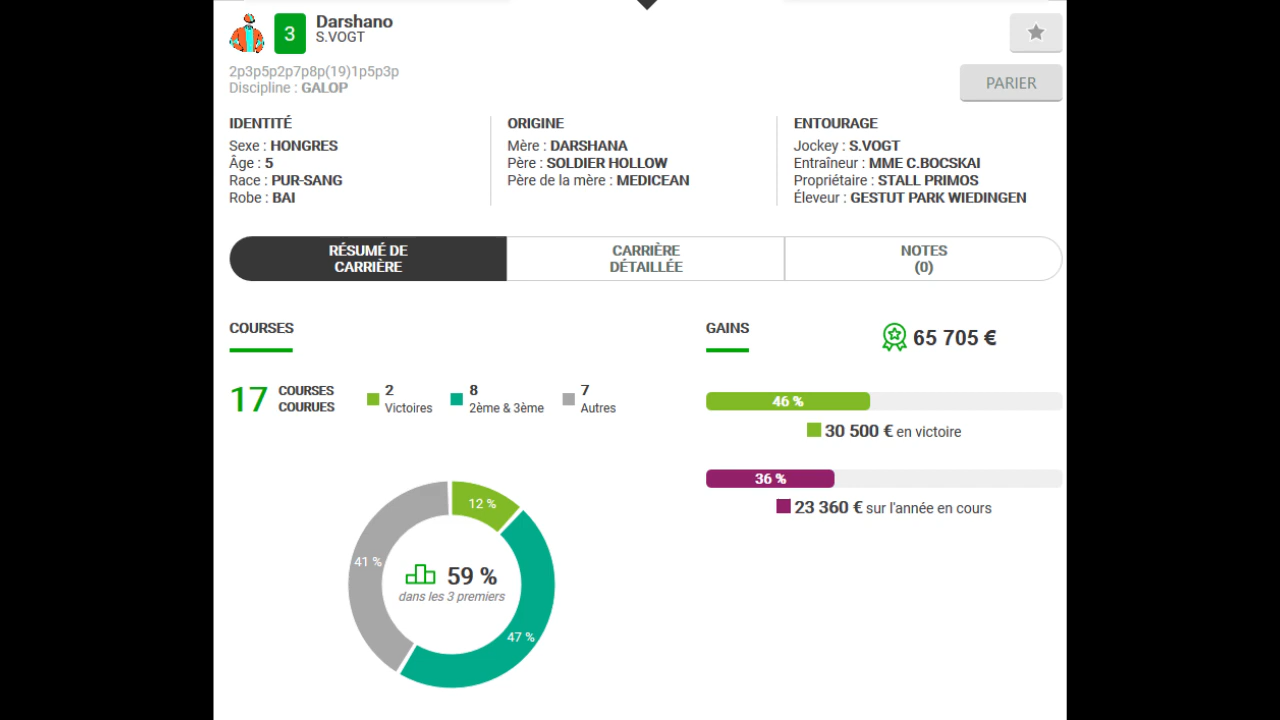 3
Darshano
S.VOGT
2p3p5p2p7p8p(19)1p5p3p
Discipline : GALOP
PARIER
IDENTITÉ
Sexe : HONGRES
Âge : 5
Race : PUR-SANG
Robe : BAI
ORIGINE
Mère : DARSHANA
Père : SOLDIER HOLLOW
Père de la mère : MEDICEAN
ENTOURAGE
Jockey : S.VOGT
Entraîneur : MME C.BOCSKAI
Propriétaire : STALL PRIMOS
Éleveur : GESTUT PARK WIEDINGEN
RÉSUMÉ DE
CARRIÈRE
CARRIÈRE
DÉTAILLÉE
NOTES
(0)
COURSES
17
COURSES
COURUES
2
Victoires
8
2ème & 3ème
7
Autres
12 %
41 %
59 %
dans les 3 premiers
47 %
GAINS
65 705 €
46 %
30 500 € en victoire
36 %
23 360 € sur l'année en cours